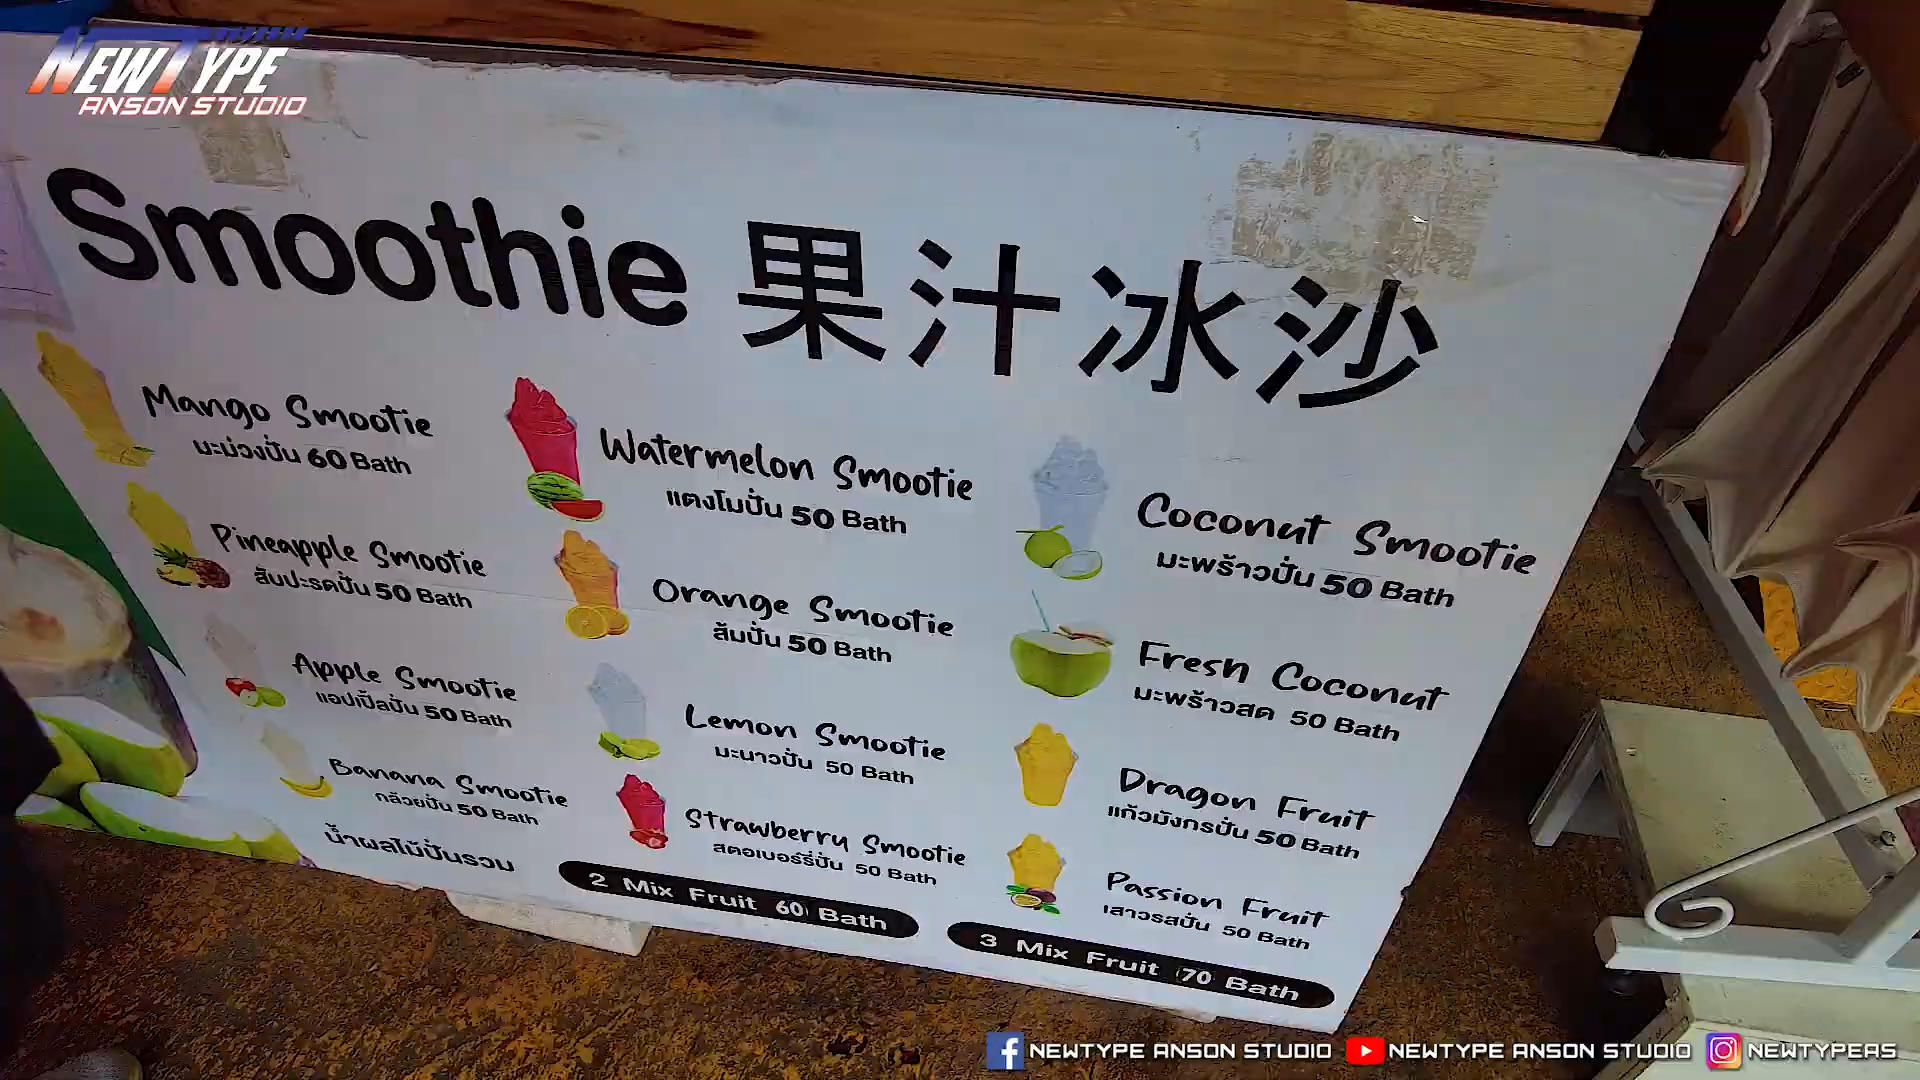 NEWTYPE
ANSON STUDIO
Smoothie 果汁冰沙
Mango Smootie
มะม่วงปั่น 60 Bath
Pineapple Smootie
สับปะรดปั่น 50 Bath
Apple Smootie
แอปเปิ้ลปั่น 50 Bath
Banana Smootie
กล้วยปั่น 50 Bath
น้ำผลไม้ปั่นรวม
Watermelon Smootie
แตงโมปั่น 50 Bath
Orange Smootie
ส้มปั่น 50 Bath
Lemon Smootie
มะนาวปั่น 50 Bath
Strawberry Smootie
สตอเบอร์รี่ปั่น 50 Bath
2 Mix Fruit 60 Bath
Coconut Smootie
มะพร้าวปั่น 50 Bath
Fresh Coconut
มะพร้าวสด 50 Bath
Dragon Fruit
แก้วมังกรปั่น 50 Bath
Passion Fruit
เสาวรสปั่น 50 Bath
3 Mix Fruit 70 Bath
NEWTYPE ANSON STUDIO NEWTYPE ANSON STUDIO NEWTYPEAS